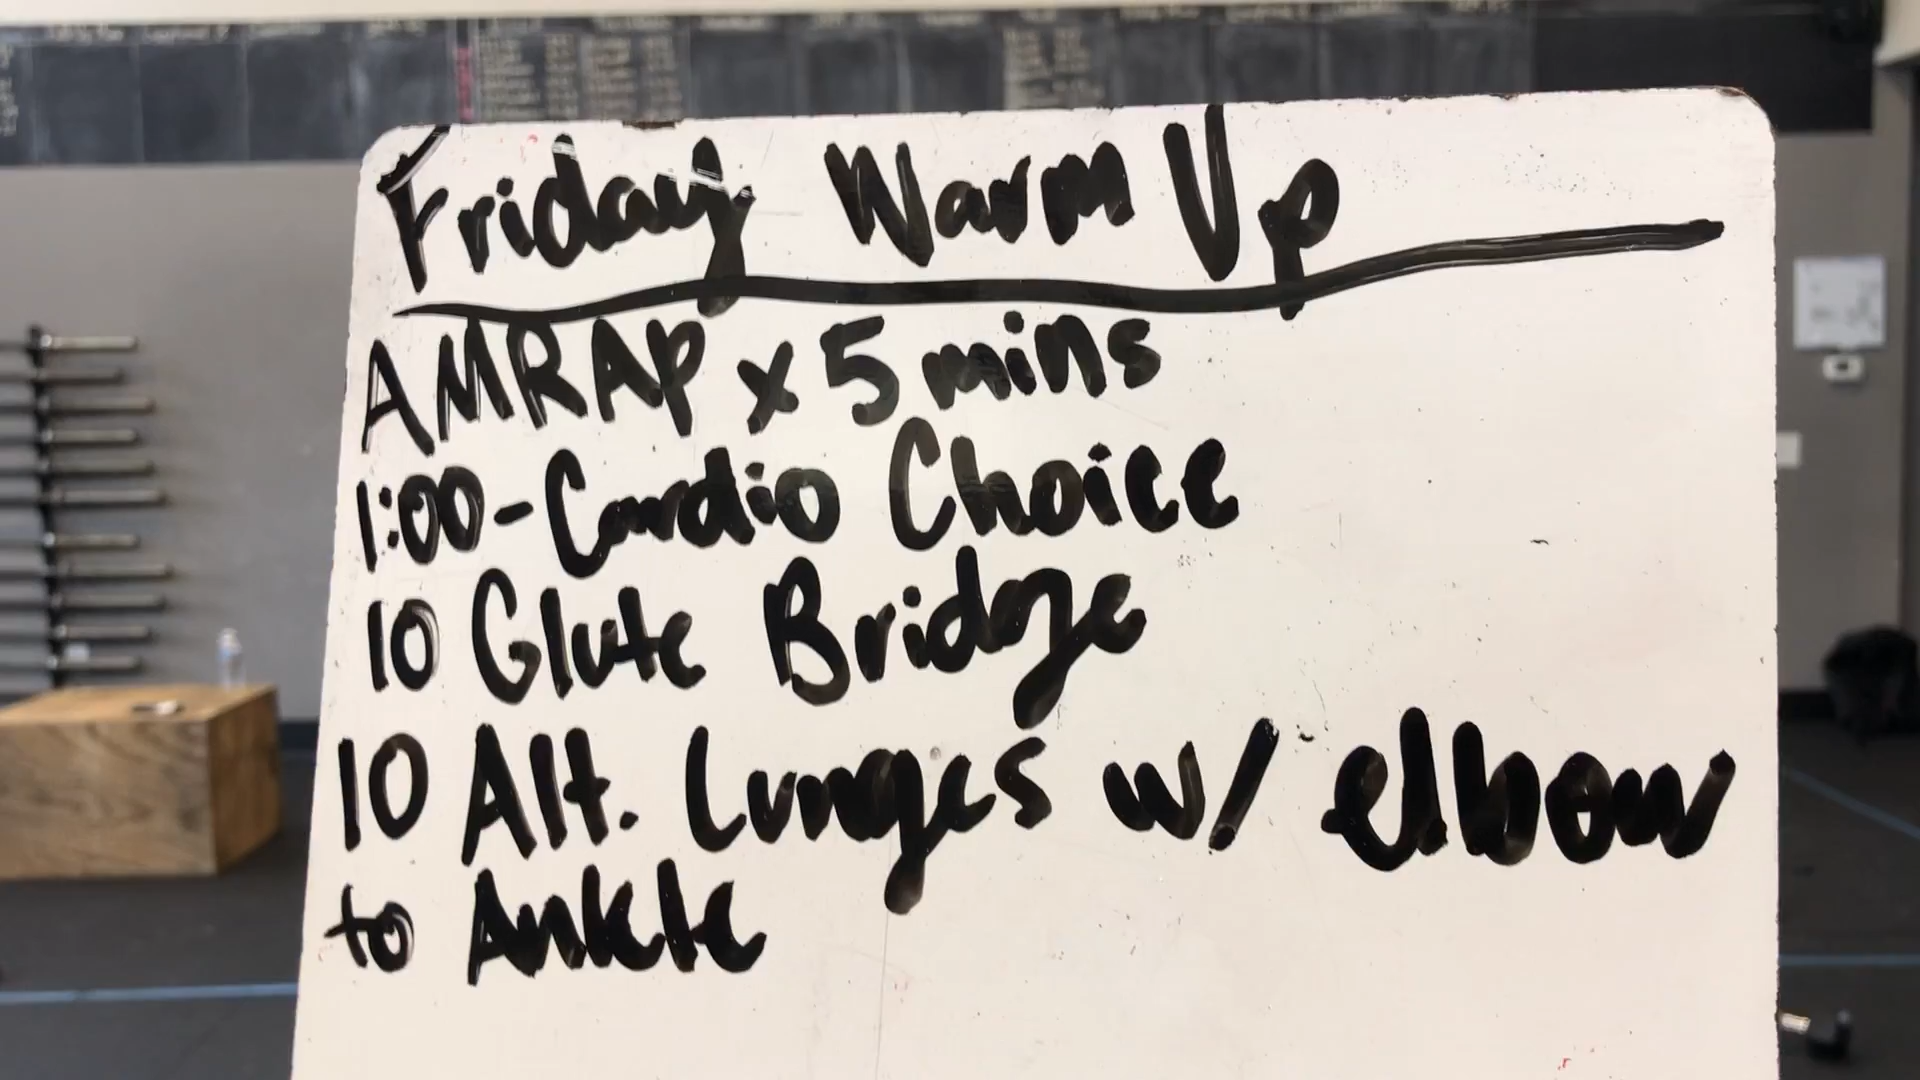 Friday Warm Up
AMRAP x 5 mins
1:00-Cardio Choice
10 Glute Bridge
10 Alt. Lunges w/ elbow
to Ankle